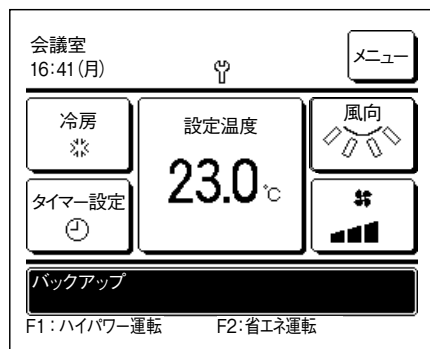 会議室
16:41(月)
メニュー
冷房
設定温度
風向
23.0℃
タイマー設定
バックアップ
F1:ハイパワー運転 F2:省エネ運転